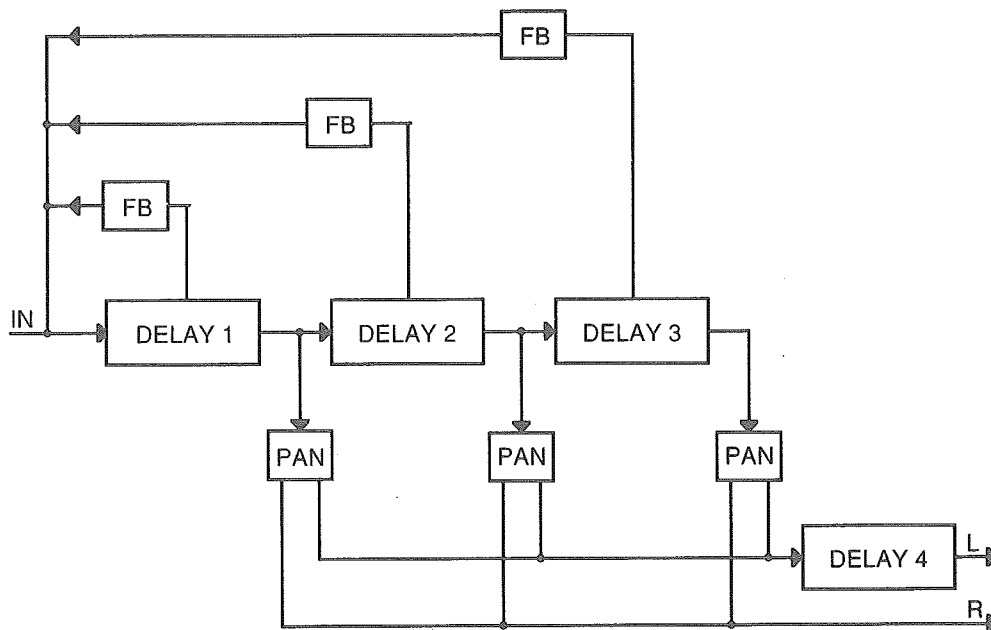 FB
FB
FB
IN
DELAY 1
DELAY 2
DELAY 3
PAN
PAN
PAN
DELAY 4
L
R